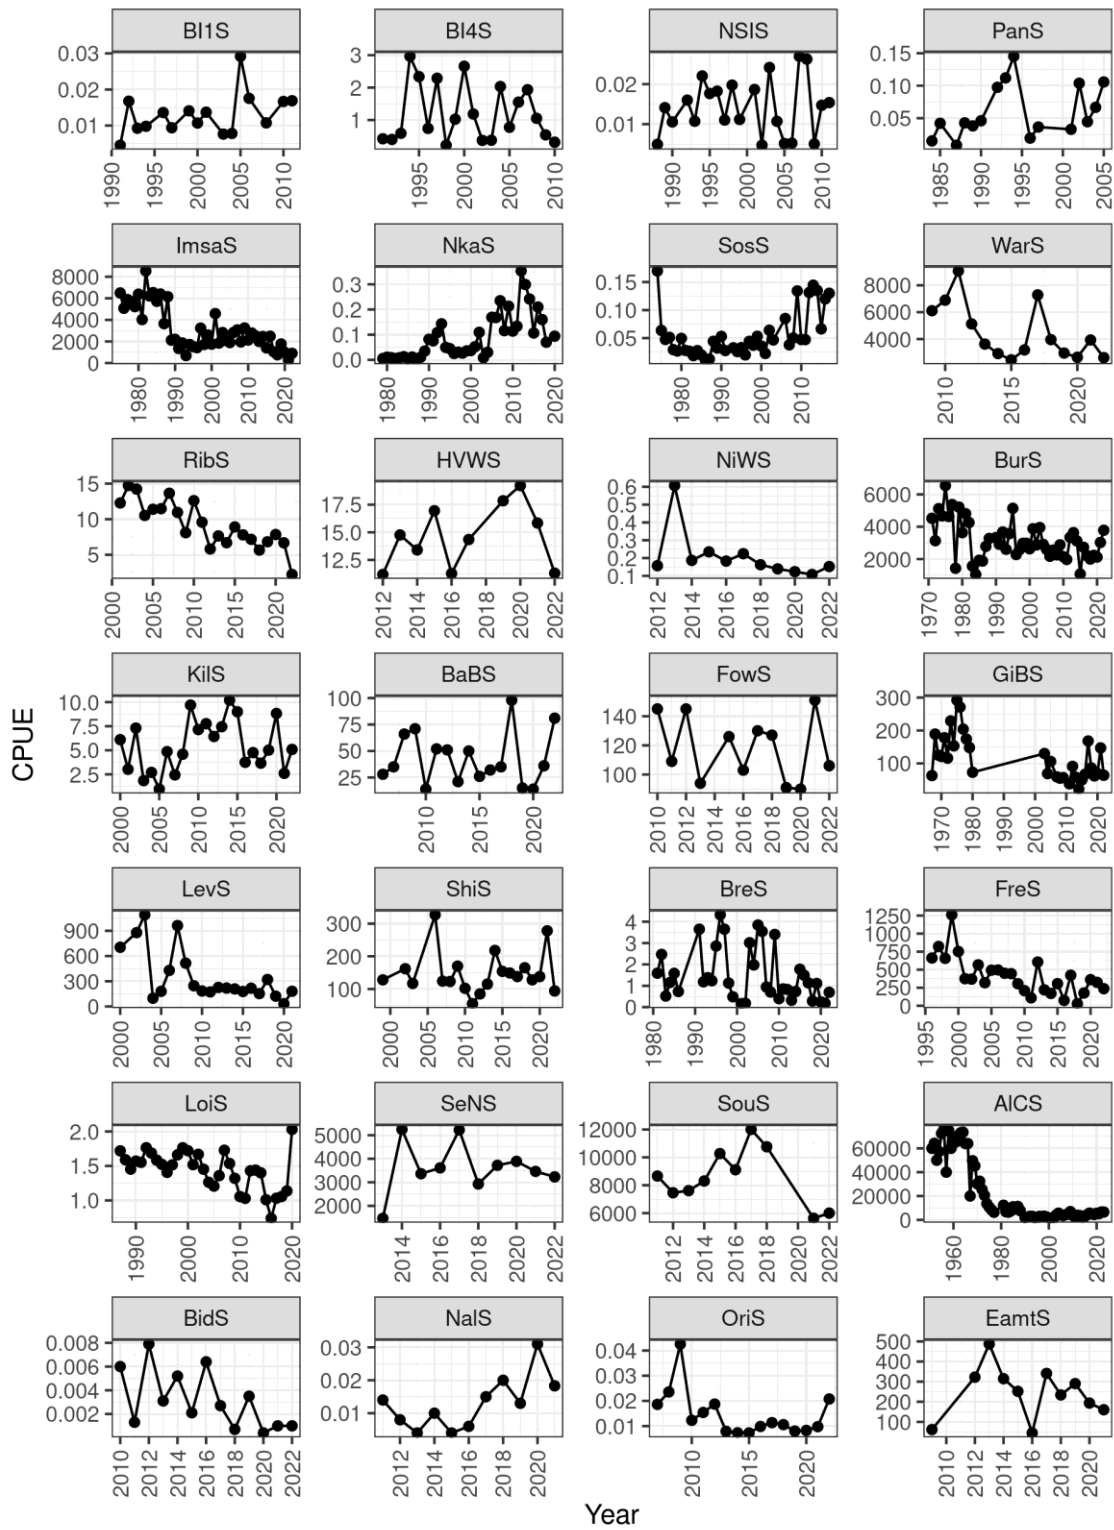 BI1S BI4S NSIS PanS
0.03 0.02 0.01
3 2 1
0.02 0.01
0.15 0.10 0.05
1990 1995 2000 2005 2010
1995 2000 2005 2010
1990 1995 2000 2005 2010
1985 1990 1995 2000 2005
ImsaS NkaS SosS WarS
8000 6000 4000 2000 0
0.3 0.2 0.1 0.0
0.15 0.10 0.05
8000 6000 4000
1980 1990 2000 2010 2020
1980 1990 2000 2010 2020
1980 1990 2000 2010
2010 2015 2020
RibS HVWS NiWS BurS
15 10 5
17.5 15.0 12.5
0.6 0.5 0.4 0.3 0.2 0.1
6000 4000 2000
2000 2005 2010 2015 2020
2012 2014 2016 2018 2020 2022
2012 2014 2016 2018 2020 2022
1970 1980 1990 2000 2010 2020
KilS BaBS FowS GiBS
10.0 7.5 5.0 2.5
100 75 50 25
140 120 100
300 200 100
2000 2005 2010 2015 2020
2010 2015 2020
2010 2012 2014 2016 2018 2020 2022
1970 1980 1990 2000 2010 2020
CPUE
LevS ShiS BreS FreS
900 600 300 0
300 200 100
4 3 2 1 0
1250 1000 750 500 250 0
2000 2005 2010 2015 2020
2000 2005 2010 2015 2020
1980 1990 2000 2010 2020
1995 2000 2005 2010 2015 2020
LoiS SeNS SouS AlCS
2.0 1.5 1.0
5000 4000 3000 2000
12000 10000 8000 6000
60000 40000 20000 0
1990 2000 2010 2020
2014 2016 2018 2020 2022
2012 2014 2016 2018 2020 2022
1960 1980 2000 2020
BidS NalS OriS EamtS
0.008 0.006 0.004 0.002
0.03 0.02 0.01
0.04 0.03 0.02 0.01
500 400 300 200 100
2010 2012 2014 2016 2018 2020 2022
2012 2014 2016 2018 2020
2010 2015 2020
2010 2012 2014 2016 2018 2020
Year